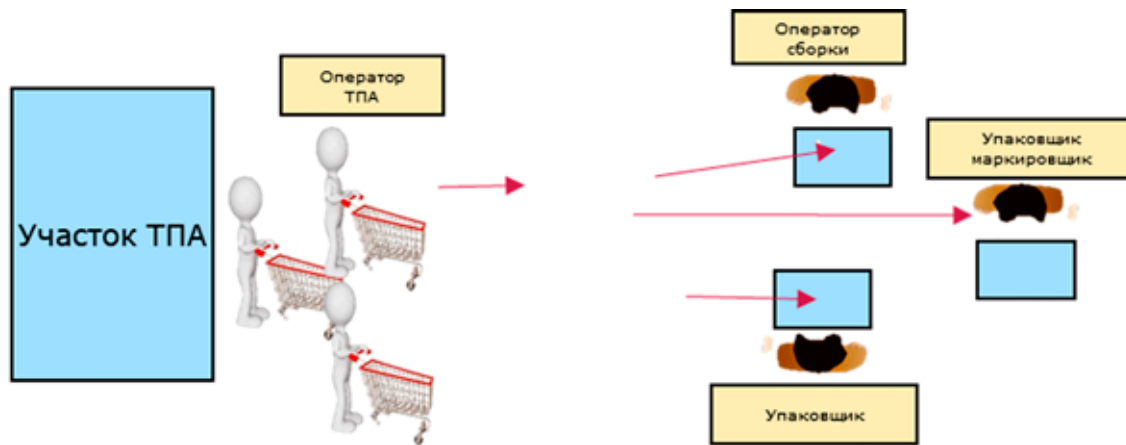 Участок ТПА
Оператор
ТПА
Оператор
сборки
Упаковщик
маркировщик
Упаковщик